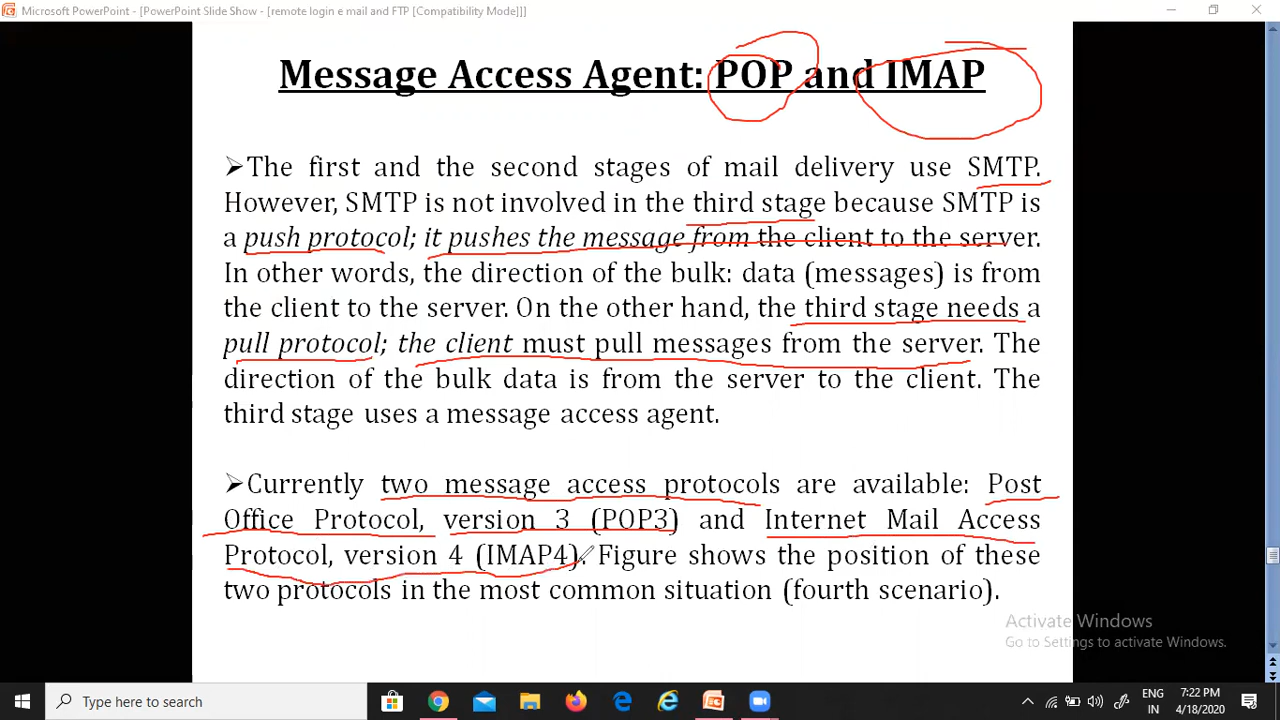 Microsoft PowerPoint - [PowerPoint Slide Show - [remote login e mail and FTP [Compatibility Mode]]]
Message Access Agent: POP and IMAP
➢The first and the second stages of mail delivery use SMTP.
However, SMTP is not involved in the third stage because SMTP is
a push protocol; it pushes the message from the client to the server.
In other words, the direction of the bulk: data (messages) is from
the client to the server. On the other hand, the third stage needs a
pull protocol; the client must pull messages from the server. The
direction of the bulk data is from the server to the client. The
third stage uses a message access agent.
➢Currently two message access protocols are available: Post
Office Protocol, version 3 (POP3) and Internet Mail Access
Protocol, version 4 (IMAP4). Figure shows the position of these
two protocols in the most common situation (fourth scenario).
Activate Windows
Go to Settings to activate Windows.
Type here to search
ENG
IN
7:22 PM
4/18/2020